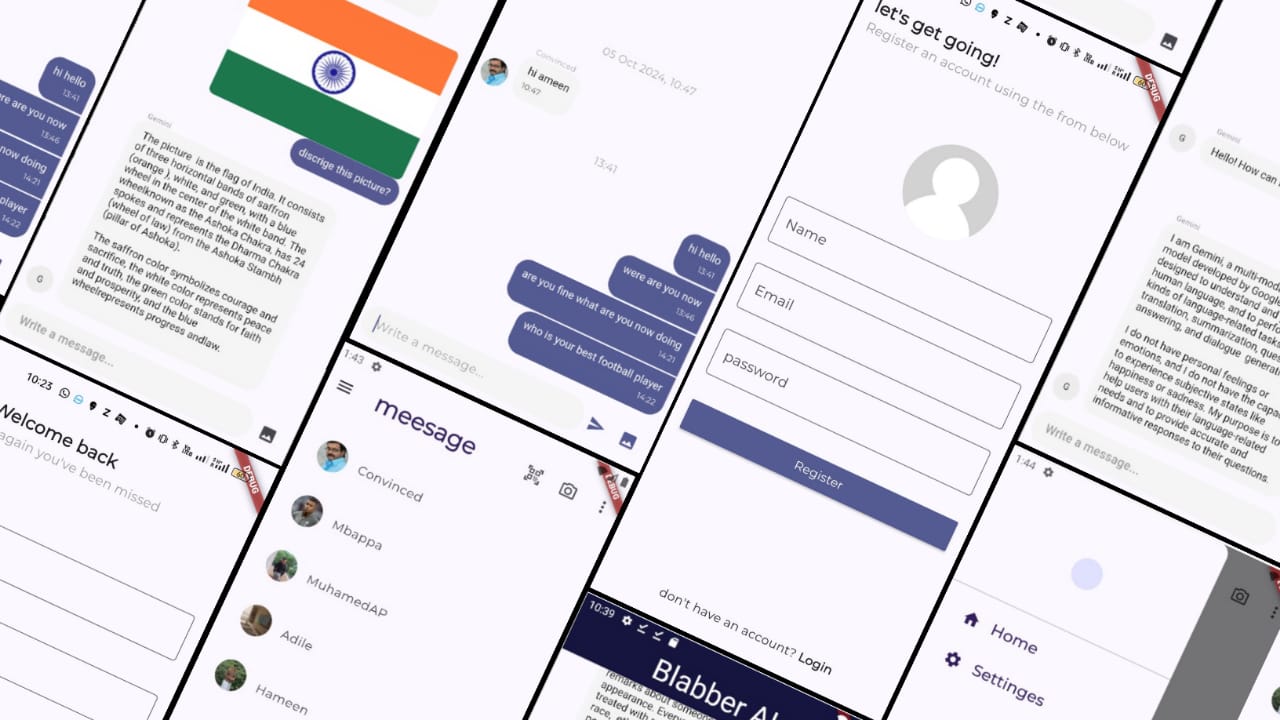 hi hello
13:41
re are you now
13:46
now doing
14:21
player
14:22
discrige this picture?
Gemini
The picture is the flag of India. It consists
of three horizontal bands of saffron
(orange ), white, and green, with a blue
wheel in the center of the white band. The
wheelknown as the Ashoka Chakra, has 24
spokes and represents the Dharma Chakra
(wheel of law) from the Ashoka Stambh
(pillar of Ashoka).
The saffron color symbolizes courage and
sacrifice, the white color represents peace
and truth, the green color stands for faith
and prosperity, and the blue
wheelrepresents progress andlaw.
G
Write a message...
10:23
Welcome back
again you've been missed
DEBUG
05 Oct 2024, 10:47
Convinced
hi ameen
10:47
13:41
hi hello
13:41
were are you now
13:46
are you fine what are you now doing
14:21
who is your best football player
14:22
Write a message...
1:43
meesage
DEBUG
Convinced
Mbappa
MuhamedAP
Adile
Hameen
let's get going!
Register an account using the from below
DEBUG
Name
Email
password
Register
don't have an account? Login
10:39
Blabber
remarks about someone
appearance. Every
treated with
race,
G
Gemini
Hello! How can
Gemini
I am Gemini, a multi-mod
model developed by Google
designed to understand and
human language, and to perf
kinds of language-related tasks
translation, summarization, que
answering, and dialogue generat
I do not have personal feelings or
emotions, and I do not have the capa
to experience subjective states like
happiness or sadness. My purpose is to
help users with their language-related
needs and to provide accurate and
informative responses to their questions.
G
Write a message...
1:44
Home
Settinges